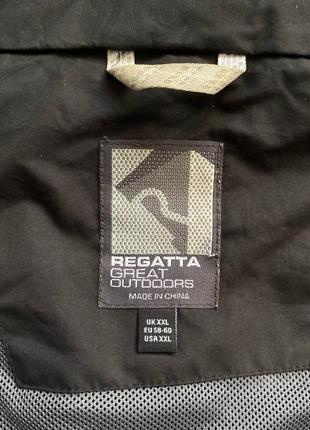 REGATTA
GREAT
OUTDOORS
MADE IN CHINA
UK XXL
EU 58-60
USA XXL